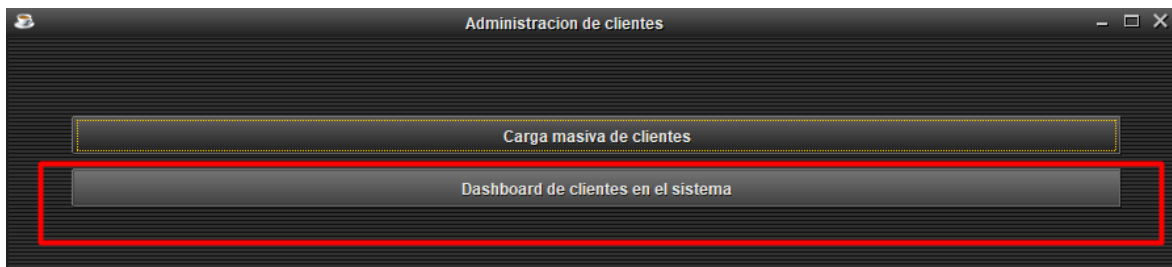 Administracion de clientes
Carga masiva de clientes
Dashboard de clientes en el sistema